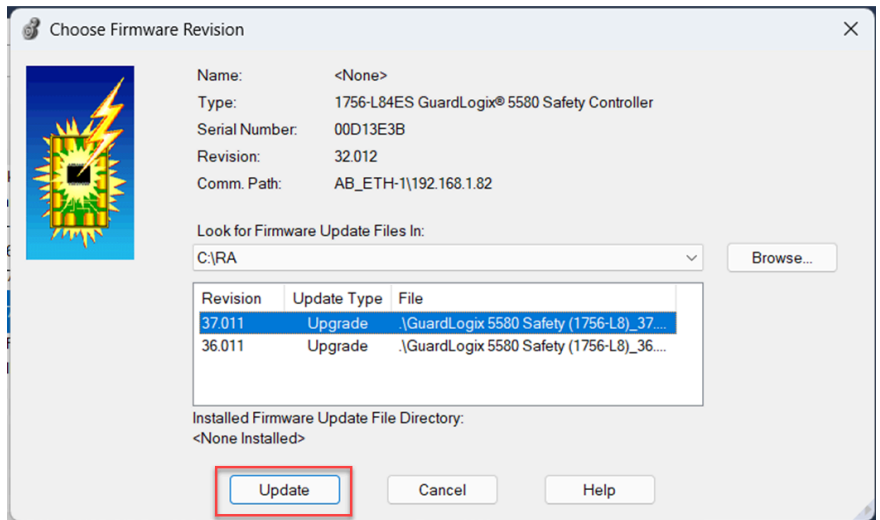 Choose Firmware Revision
Name: <None>
Type: 1756-L84ES GuardLogix® 5580 Safety Controller
Serial Number: 00D13E3B
Revision: 32.012
Comm. Path: AB_ETH-1\192.168.1.82
Look for Firmware Update Files In:
C:\RA
Browse...
Revision Update Type File
37.011 Upgrade .\GuardLogix 5580 Safety (1756-L8)_37....
36.011 Upgrade .\GuardLogix 5580 Safety (1756-L8)_36....
Installed Firmware Update File Directory:
<None Installed>
Update Cancel Help